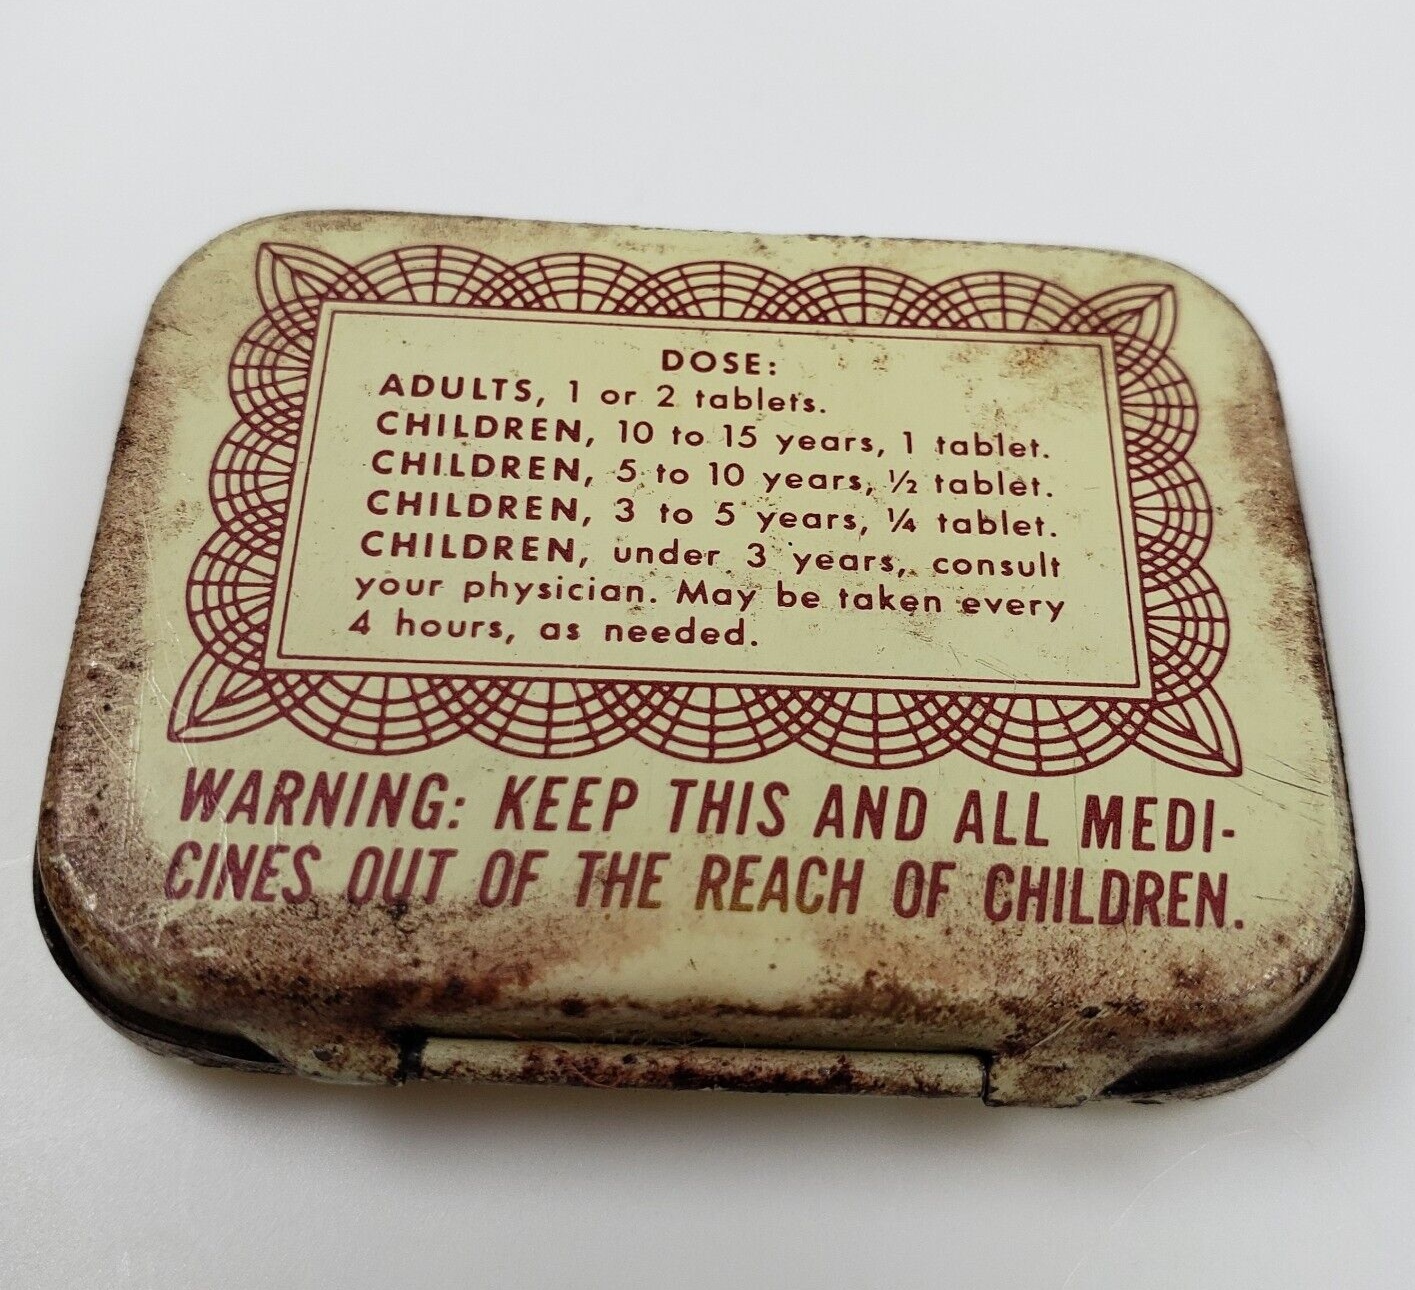 DOSE:
ADULTS, 1 or 2 tablets.
CHILDREN, 10 to 15 years, 1 tablet.
CHILDREN, 5 to 10 years, ½ tablet.
CHILDREN, 3 to 5 years, ¼ tablet.
CHILDREN, under 3 years, consult
your physician. May be taken every
4 hours, as needed.
WARNING: KEEP THIS AND ALL MEDI-
CINES OUT OF THE REACH OF CHILDREN.